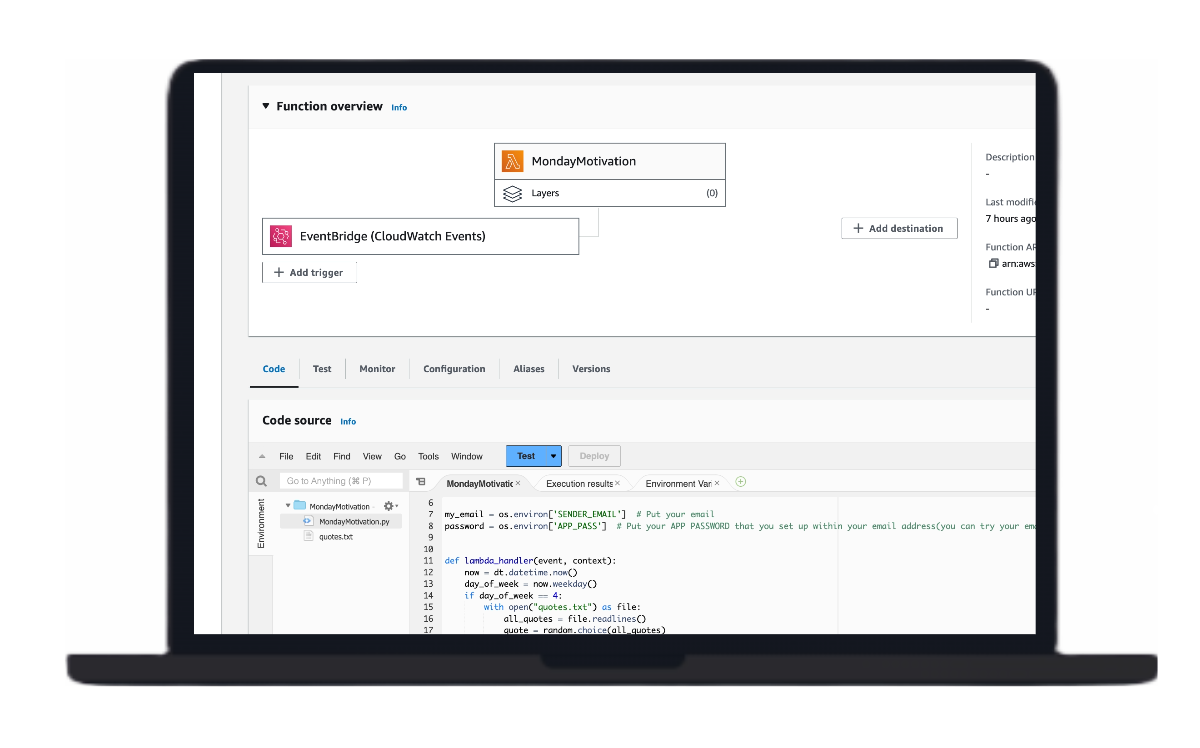 Function overview Info
MondayMotivation
Layers (0)
EventBridge (CloudWatch Events)
+ Add trigger
+ Add destination
Description
-
Last modifi
7 hours ago
Function AR
arn:aws:
Function UR
-
Code Test Monitor Configuration Aliases Versions
Code source Info
File Edit Find View Go Tools Window Test Deploy
Go to Anything (⌘ P)
MondayMotivatic × Execution results × Environment Vari ×
Environment
MondayMotivation
MondayMotivation.py
quotes.txt
6
7 my_email = os.environ['SENDER_EMAIL']  # Put your email
8 password = os.environ['APP_PASS']  # Put your APP PASSWORD that you set up within your email address(you can try your em
9
10
11 def lambda_handler(event, context):
12     now = dt.datetime.now()
13     day_of_week = now.weekday()
14     if day_of_week == 4:
15         with open("quotes.txt") as file:
16             all_quotes = file.readlines()
17             quote = random.choice(all_quotes)